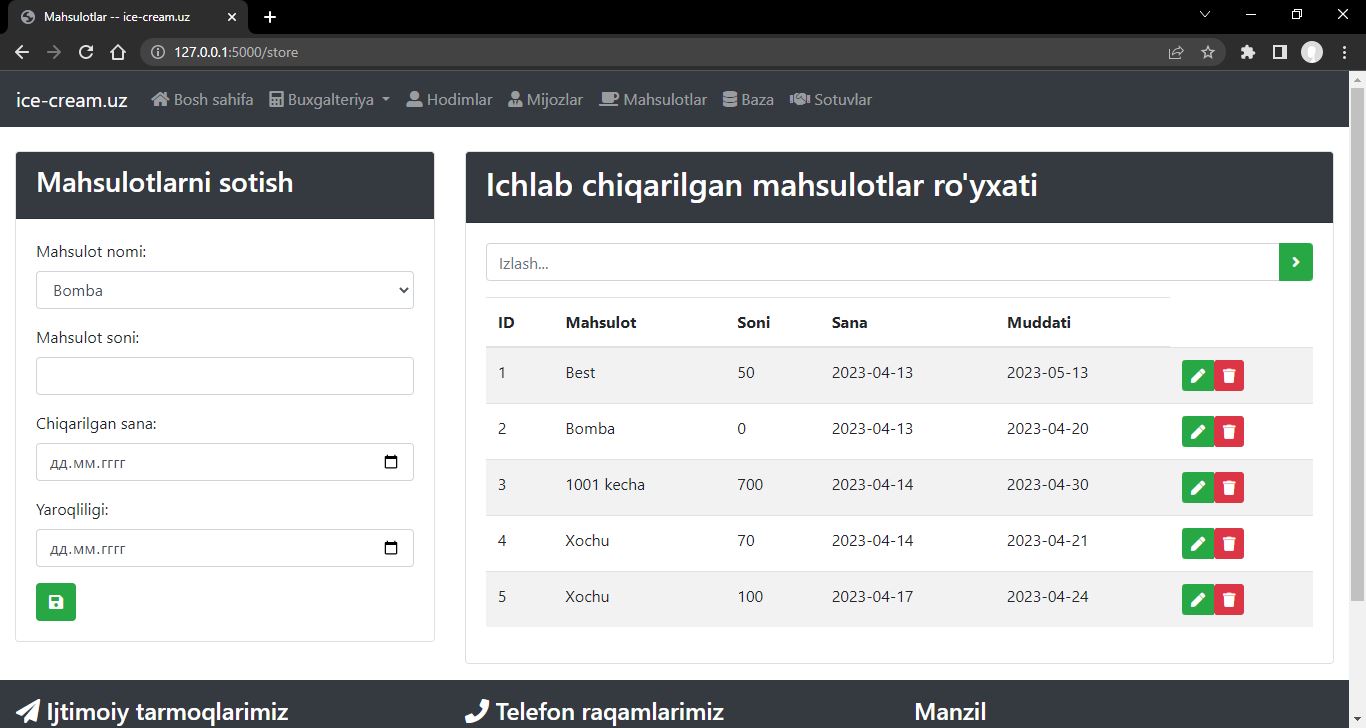 Mahsulotlar -- ice-cream.uz
127.0.0.1:5000/store
ice-cream.uz Bosh sahifa Buxgalteriya Hodimlar Mijozlar Mahsulotlar Baza Sotuvlar
Mahsulotlarni sotish
Mahsulot nomi:
Bomba
Mahsulot soni:
Chiqarilgan sana:
дд.мм.гггг
Yaroqliligi:
дд.мм.гггг
Ichlab chiqarilgan mahsulotlar ro'yxati
Izlash...
ID Mahsulot Soni Sana Muddati
1 Best 50 2023-04-13 2023-05-13
2 Bomba 0 2023-04-13 2023-04-20
3 1001 kecha 700 2023-04-14 2023-04-30
4 Xochu 70 2023-04-14 2023-04-21
5 Xochu 100 2023-04-17 2023-04-24
Ijtimoiy tarmoqlarimiz Telefon raqamlarimiz Manzil